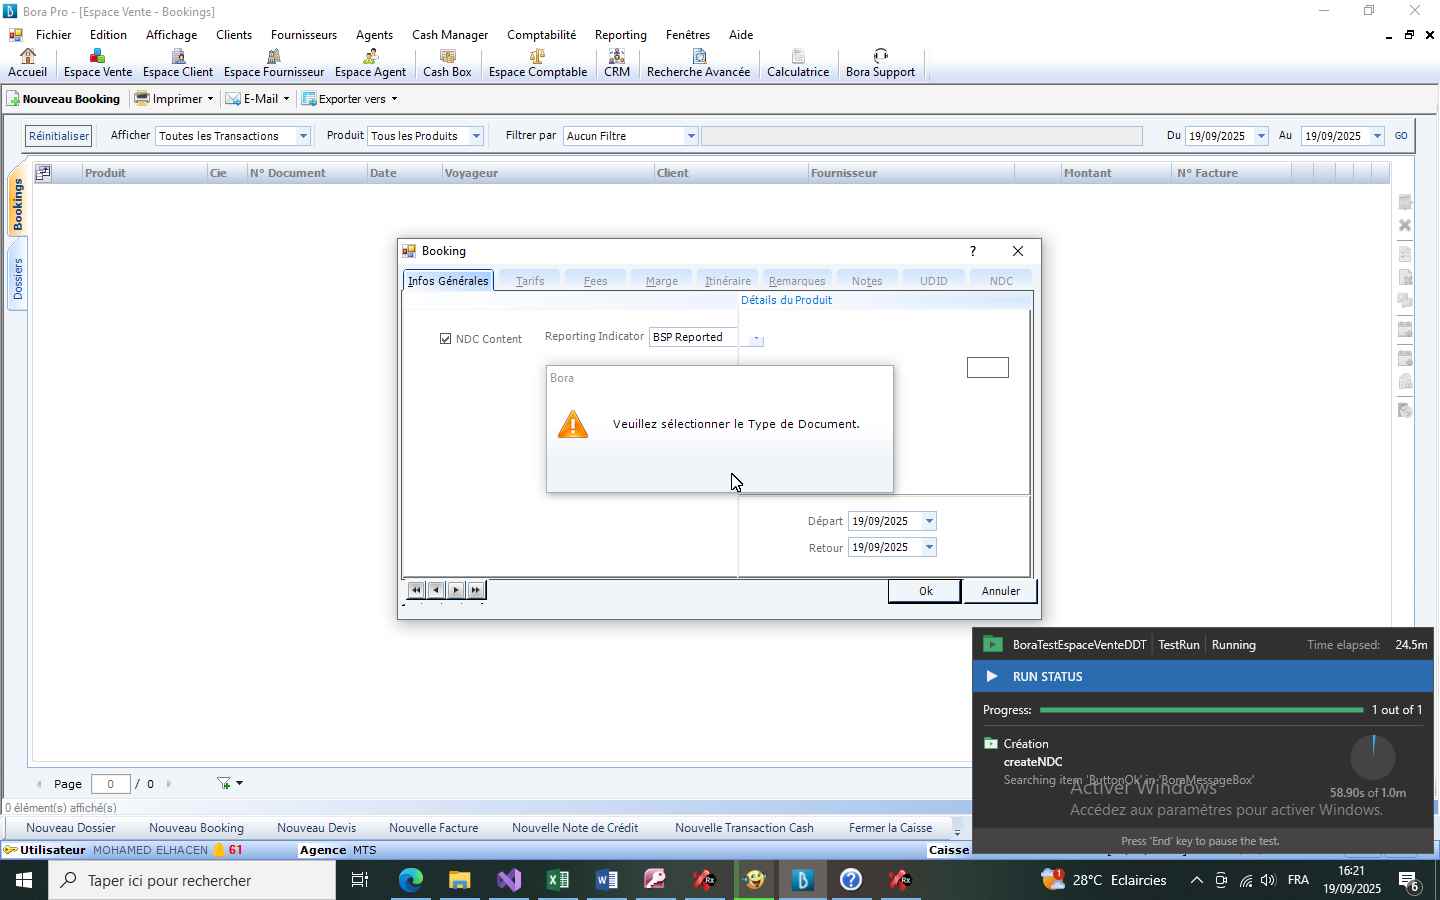 Bora Pro - [Espace Vente - Bookings]
Fichier Edition Affichage Clients Fournisseurs Agents Cash Manager Comptabilité Reporting Fenêtres Aide
Accueil Espace Vente Espace Client Espace Fournisseur Espace Agent Cash Box Espace Comptable CRM Recherche Avancée Calculatrice Bora Support
Nouveau Booking Imprimer E-Mail Exporter vers
Réinitialiser Afficher Toutes les Transactions Produit Tous les Produits Filtrer par Aucun Filtre Du 19/09/2025 Au 19/09/2025 GO
Produit Cie N° Document Date Voyageur Client Fournisseur Montant N° Facture
Bookings
Dossiers
Booking ?
Infos Générales Tarifs Fees Marge Itinéraire Remarques Notes UDID NDC
Détails du Produit
NDC Content Reporting Indicator BSP Reported
Bora
Veuillez sélectionner le Type de Document.
Départ 19/09/2025
Retour 19/09/2025
Ok Annuler
BoraTestEspaceVenteDDT TestRun Running Time elapsed: 24.5m
RUN STATUS
Progress: 1 out of 1
Création
createNDC
Searching item 'ButtonOk' in 'BoraMessageBox'
58.90s of 1.0m
Activer Windows
Accédez aux paramètres pour activer Windows.
Press 'End' key to pause the test.
Page 0 / 0
0 élément(s) affiché(s)
Nouveau Dossier Nouveau Booking Nouveau Devis Nouvelle Facture Nouvelle Note de Crédit Nouvelle Transaction Cash Fermer la Caisse
Utilisateur MOHAMED ELHACEN 61 Agence MTS Caisse
Taper ici pour rechercher
28°C Eclaircies
FRA
16:21
19/09/2025
6